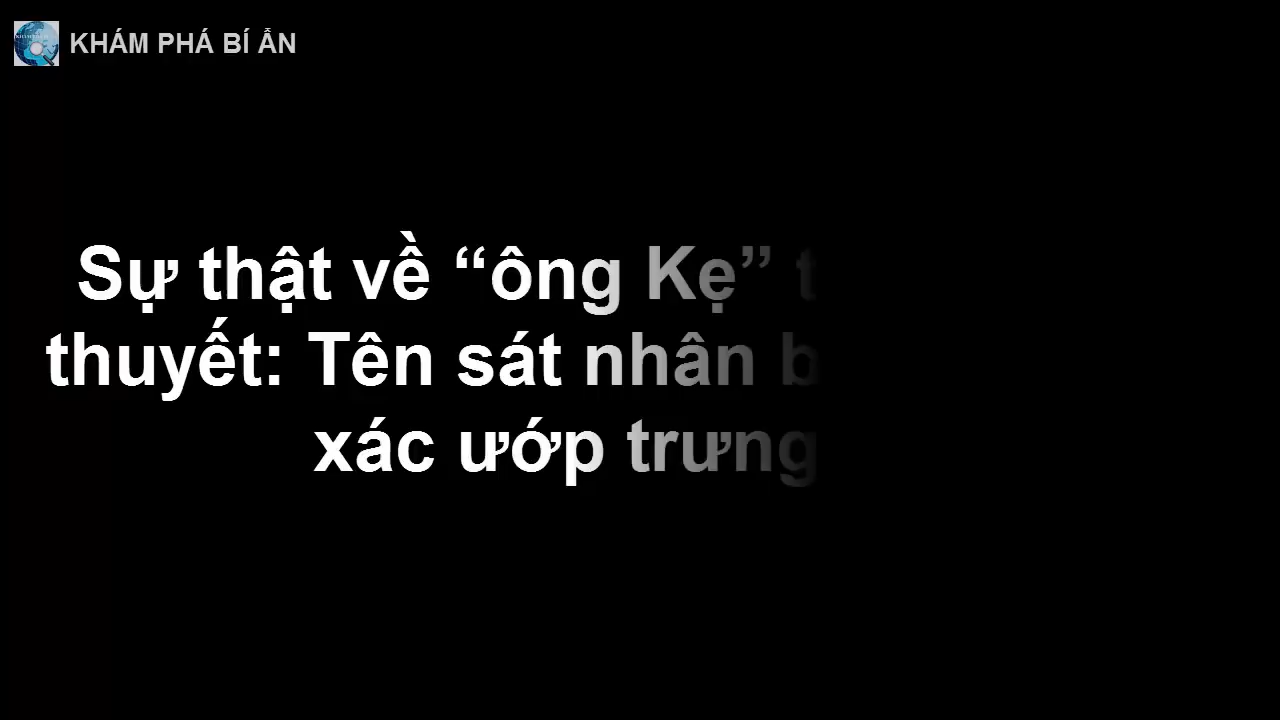 KHÁM PHÁ BÍ ẨN
Sự thật về “ông Kẹ”
thuyết: Tên sát nhân
xác ướp trưng